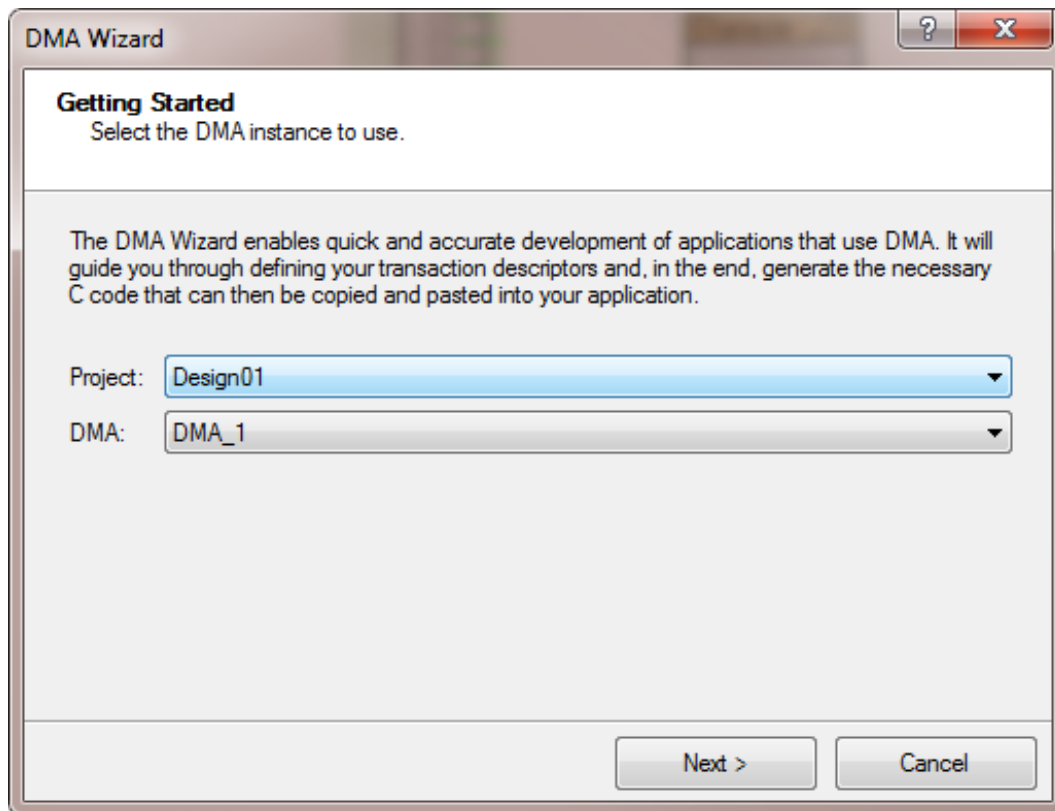 DMA Wizard
?
X
Getting Started
Select the DMA instance to use.
The DMA Wizard enables quick and accurate development of applications that use DMA. It will
guide you through defining your transaction descriptors and, in the end, generate the necessary
C code that can then be copied and pasted into your application.
Project: Design01
DMA: DMA_1
Next > Cancel